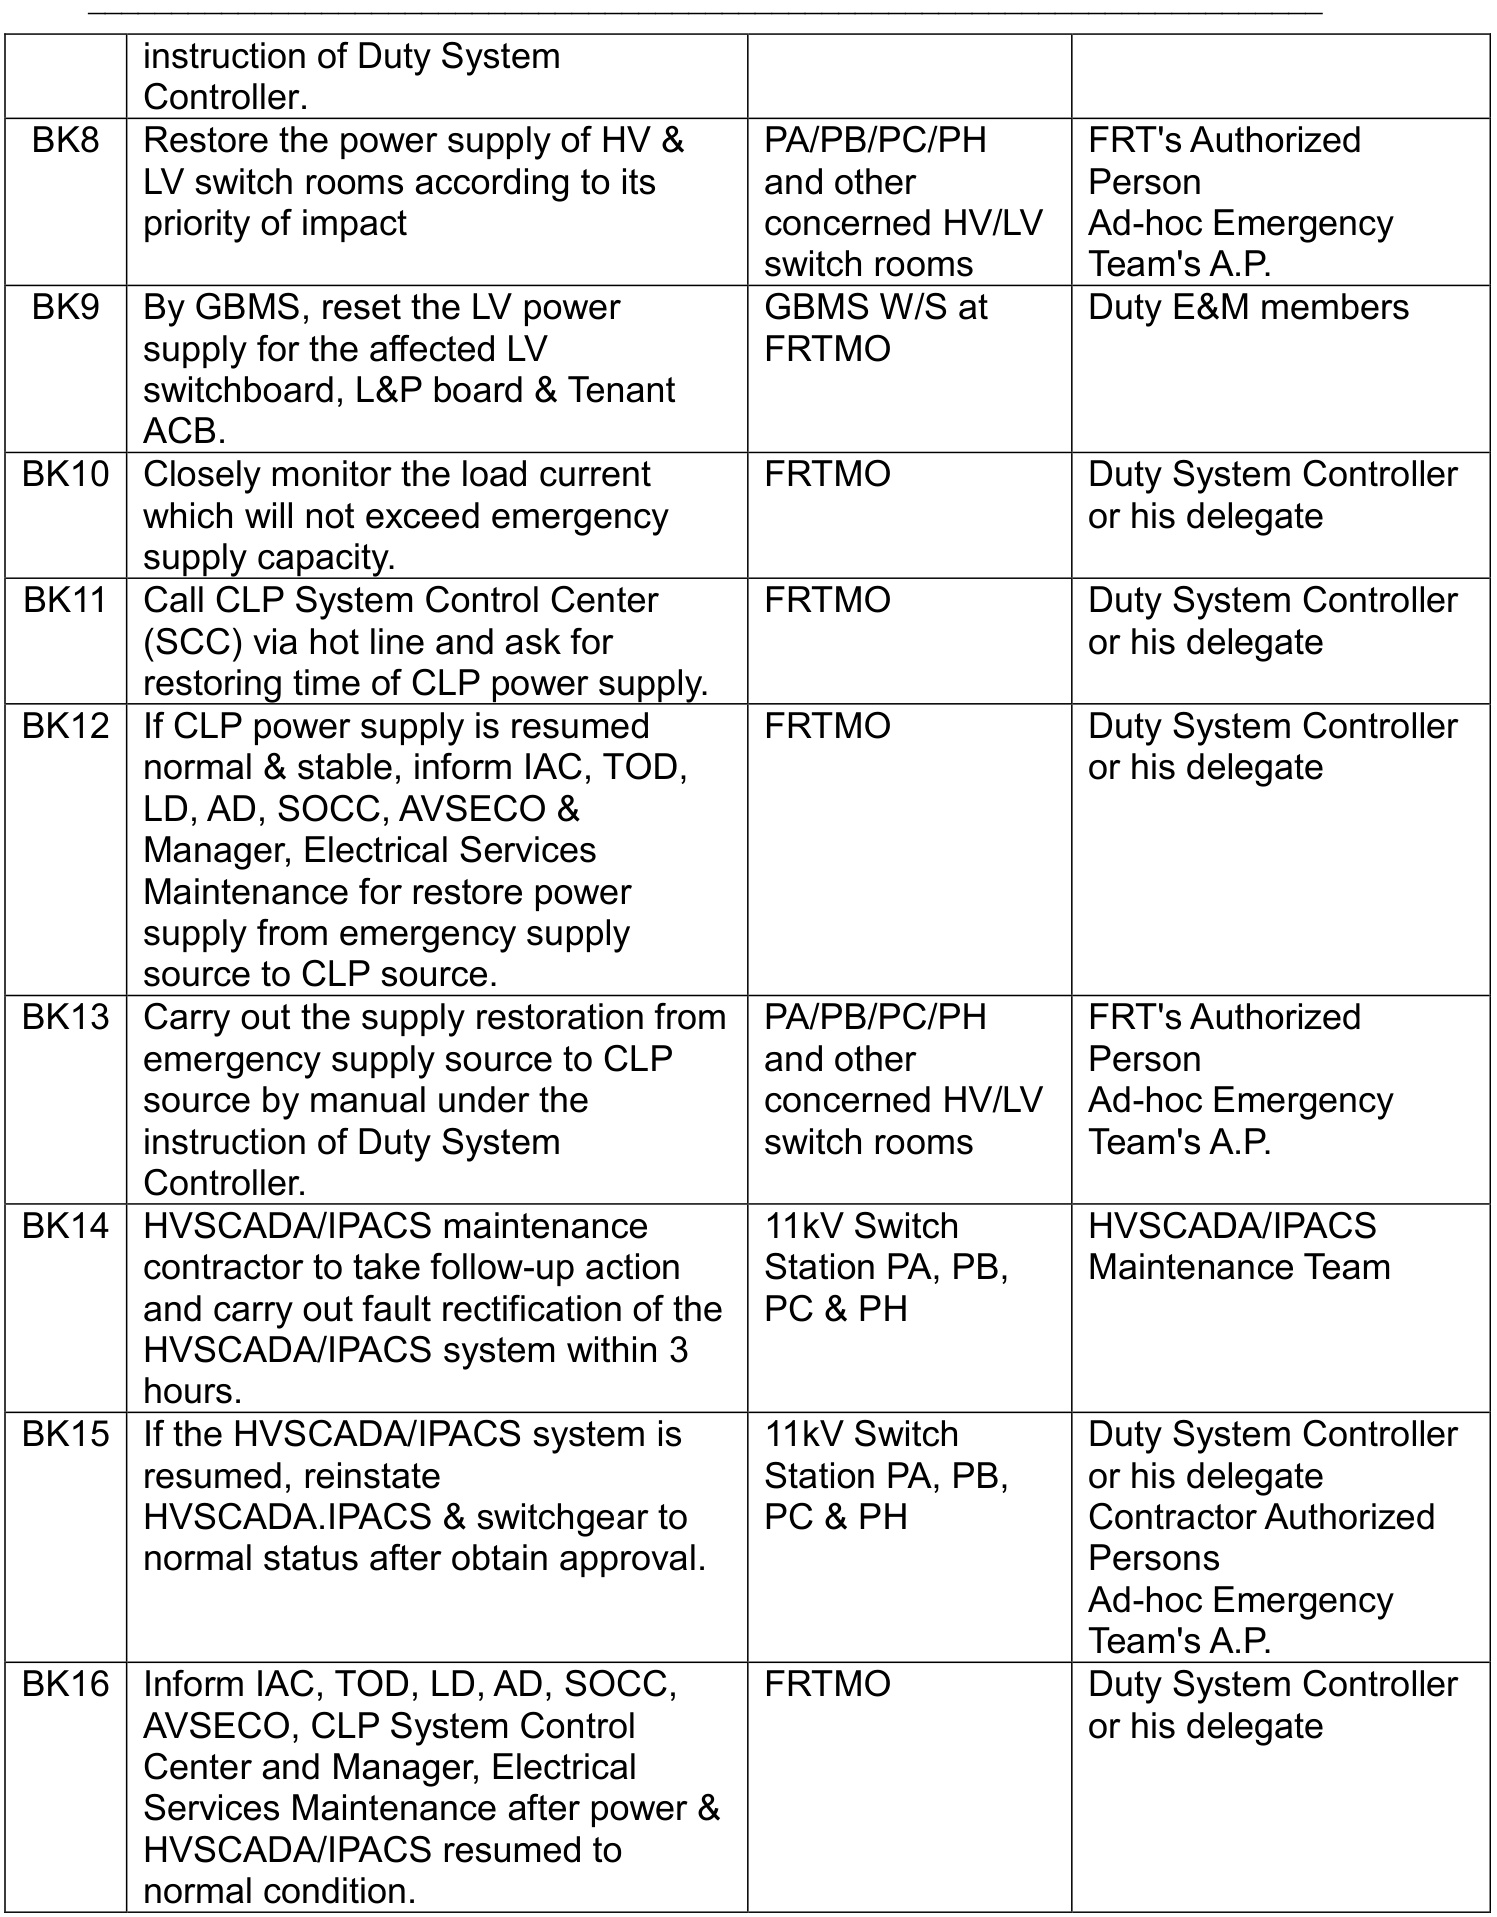 instruction of Duty System
Controller.
BK8
Restore the power supply of HV &
LV switch rooms according to its
priority of impact
PA/PB/PC/PH
and other
concerned HV/LV
switch rooms
FRT's Authorized
Person
Ad-hoc Emergency
Team's A.P.
BK9
By GBMS, reset the LV power
supply for the affected LV
switchboard, L&P board & Tenant
ACB.
GBMS W/S at
FRTMO
Duty E&M members
BK10
Closely monitor the load current
which will not exceed emergency
supply capacity.
FRTMO
Duty System Controller
or his delegate
BK11
Call CLP System Control Center
(SCC) via hot line and ask for
restoring time of CLP power supply.
FRTMO
Duty System Controller
or his delegate
BK12
If CLP power supply is resumed
normal & stable, inform IAC, TOD,
LD, AD, SOCC, AVSECO &
Manager, Electrical Services
Maintenance for restore power
supply from emergency supply
source to CLP source.
FRTMO
Duty System Controller
or his delegate
BK13
Carry out the supply restoration from
emergency supply source to CLP
source by manual under the
instruction of Duty System
Controller.
PA/PB/PC/PH
and other
concerned HV/LV
switch rooms
FRT's Authorized
Person
Ad-hoc Emergency
Team's A.P.
BK14
HVSCADA/IPACS maintenance
contractor to take follow-up action
and carry out fault rectification of the
HVSCADA/IPACS system within 3
hours.
11kV Switch
Station PA, PB,
PC & PH
HVSCADA/IPACS
Maintenance Team
BK15
If the HVSCADA/IPACS system is
resumed, reinstate
HVSCADA.IPACS & switchgear to
normal status after obtain approval.
11kV Switch
Station PA, PB,
PC & PH
Duty System Controller
or his delegate
Contractor Authorized
Persons
Ad-hoc Emergency
Team's A.P.
BK16
Inform IAC, TOD, LD, AD, SOCC,
AVSECO, CLP System Control
Center and Manager, Electrical
Services Maintenance after power &
HVSCADA/IPACS resumed to
normal condition.
FRTMO
Duty System Controller
or his delegate